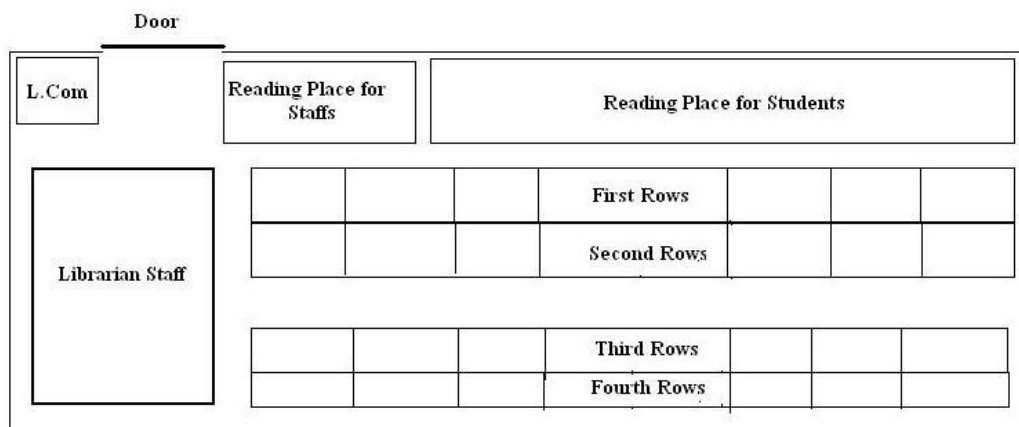 Door
L.Com
Reading Place for
Staffs
Reading Place for Students
First Rows
Second Rows
Librarian Staff
Third Rows
Fourth Rows